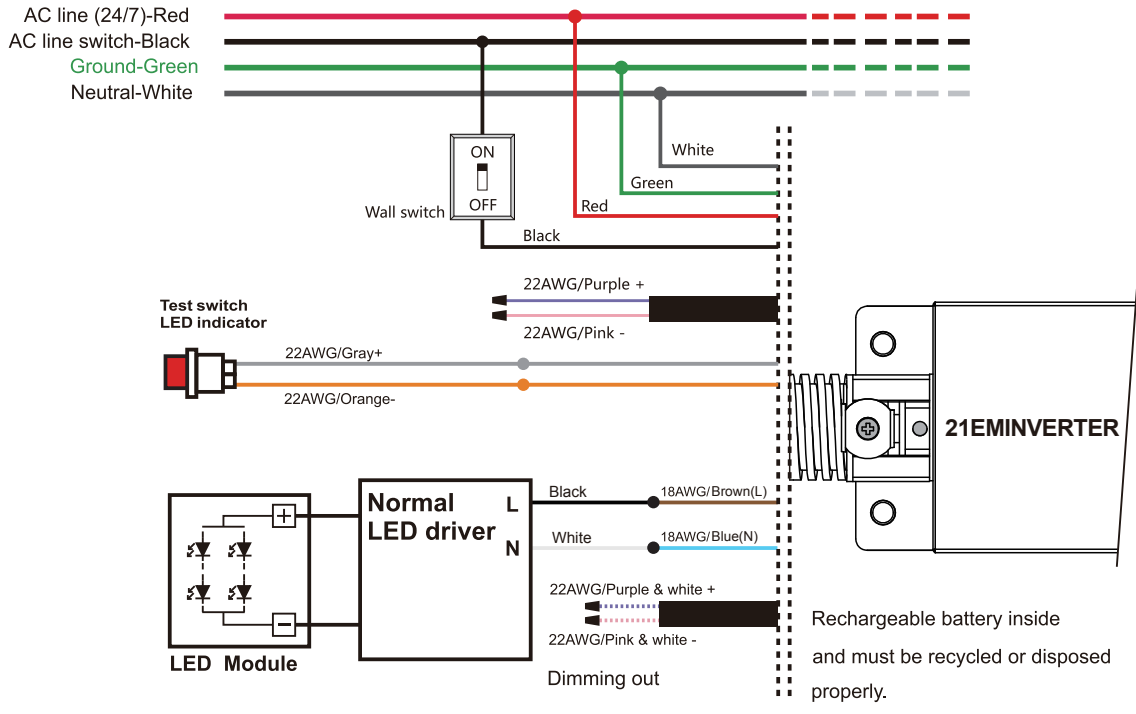 AC line (24/7)-Red
AC line switch-Black
Ground-Green
Neutral-White
White
ON
Green
OFF
Red
Wall switch
Black
22AWG/Purple +
22AWG/Pink -
Test switch
LED indicator
22AWG/Gray+
22AWG/Orange-
21EMINVERTER
Normal
LED driver
L
N
Black
18AWG/Brown(L)
White
18AWG/Blue(N)
+
−
LED Module
22AWG/Purple & white +
22AWG/Pink & white -
Dimming out
Rechargeable battery inside
and must be recycled or disposed
properly.